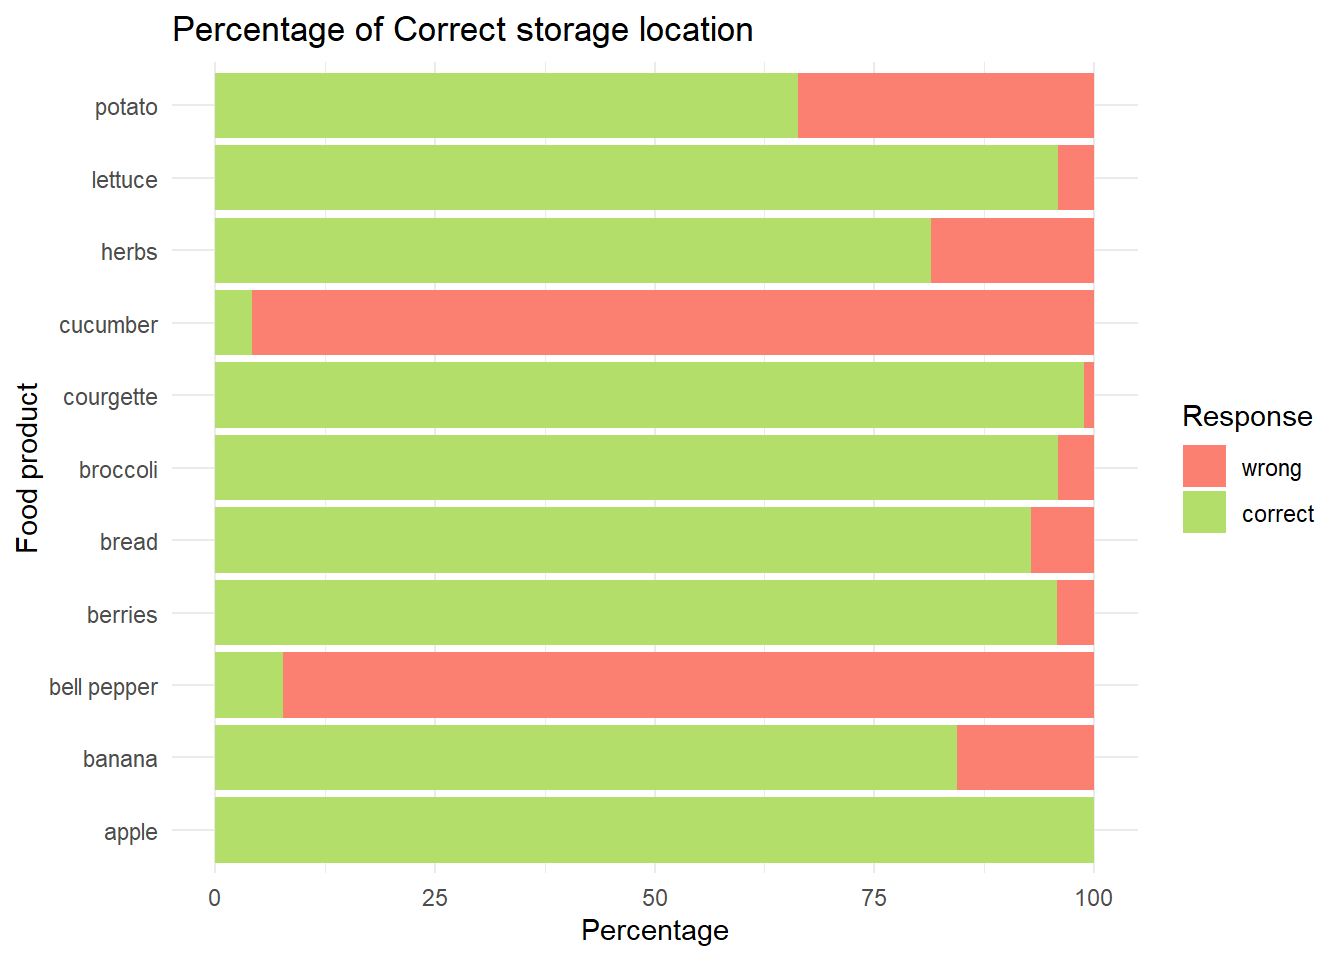 Percentage of Correct storage location
Food product
potato
lettuce
herbs
cucumber
courgette
broccoli
bread
berries
bell pepper
banana
apple
0 25 50 75 100
Percentage
Response
wrong
correct